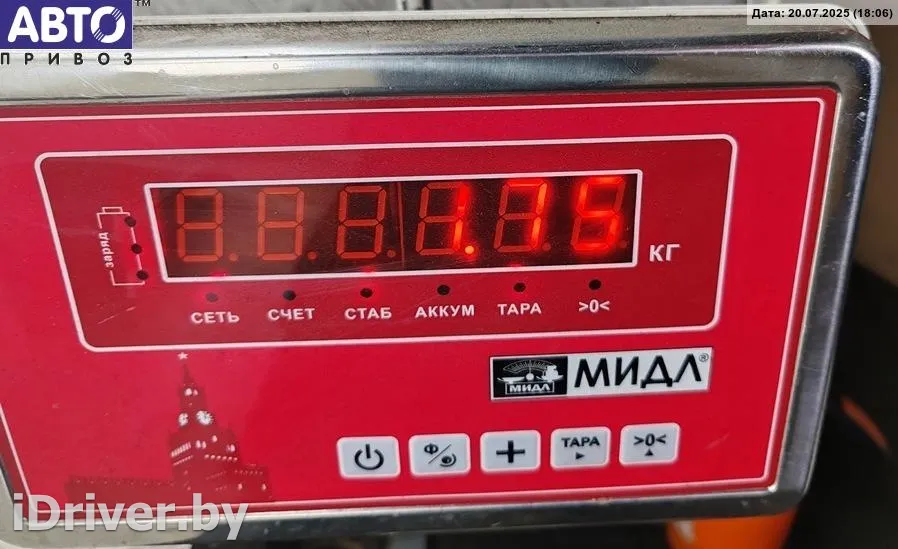 АВТО™
ПРИВОЗ
Дата: 20.07.2025 (18:06)
1.75
КГ
заряд
СЕТЬ СЧЕТ СТАБ АККУМ ТАРА >0<
МИДЛ МИДЛ®
Ф ТАРА >0<
iDriver.by